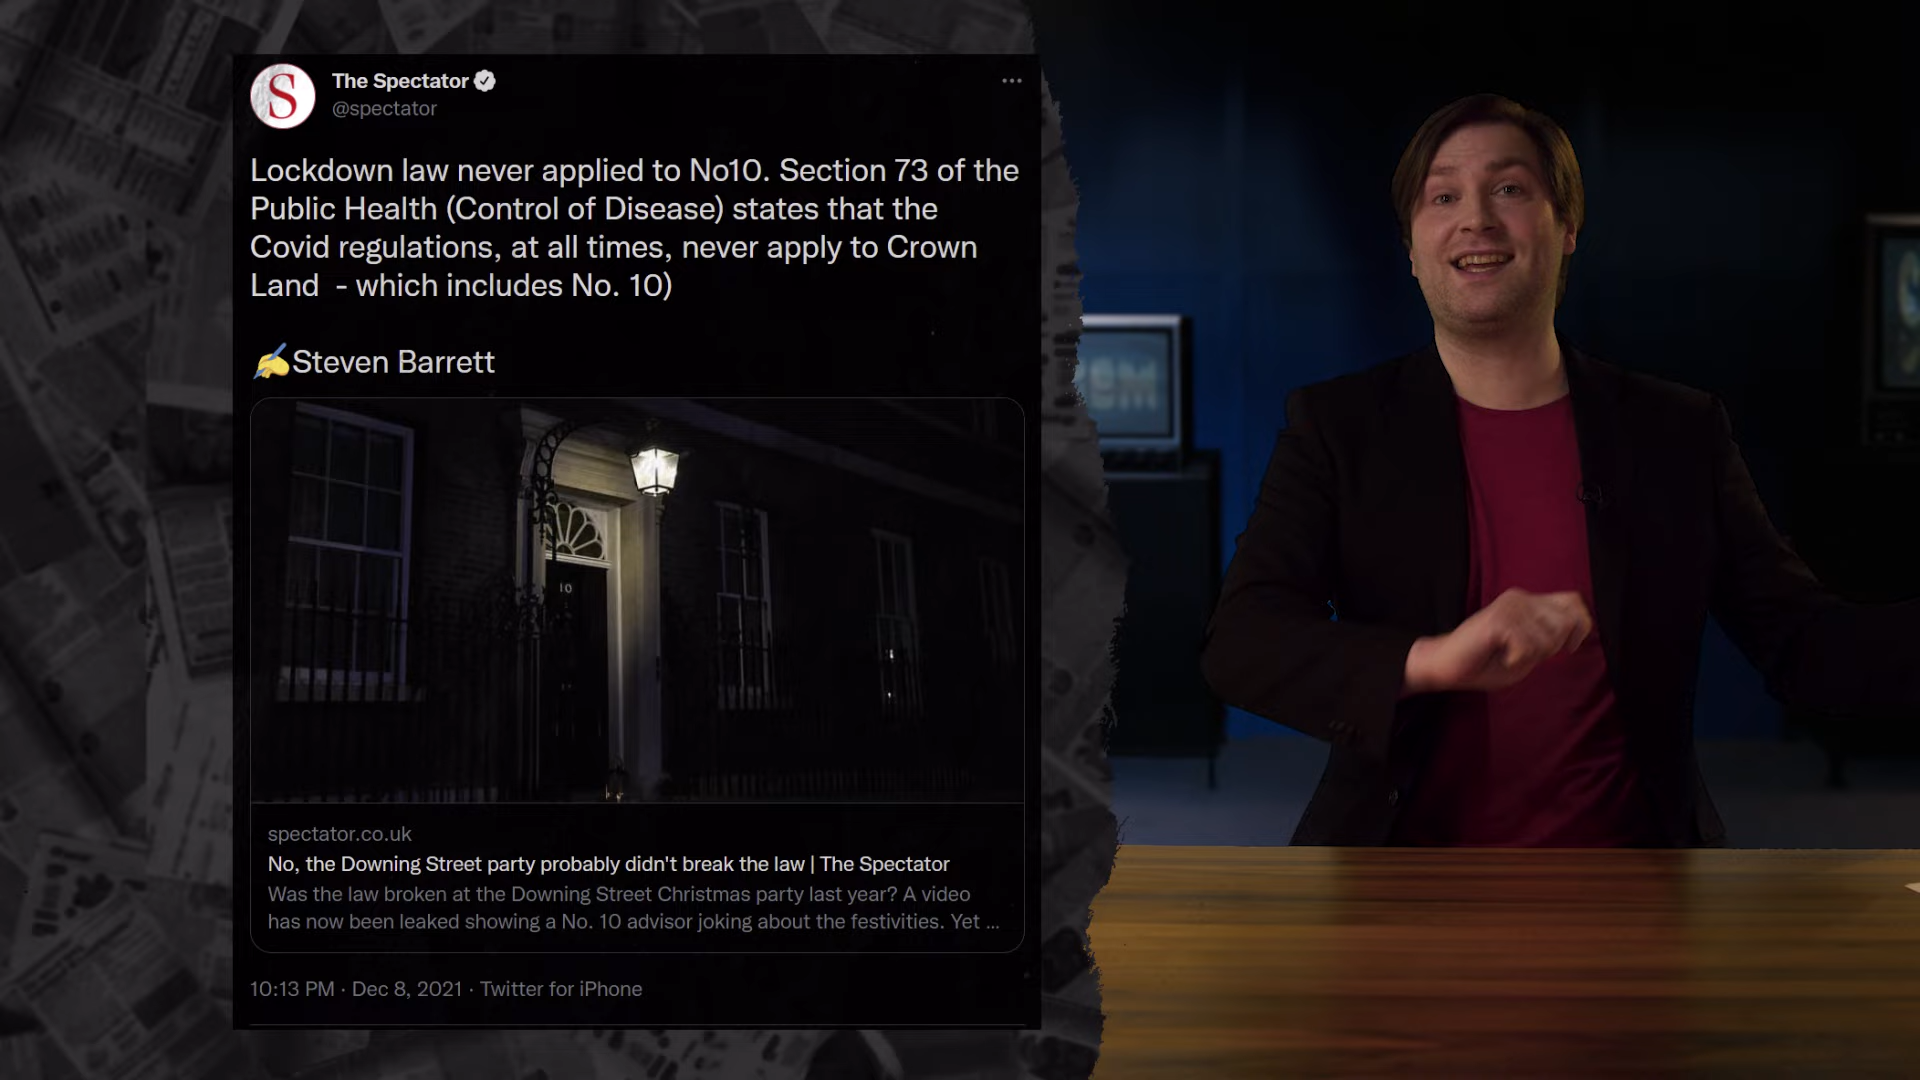 The Spectator
@spectator
Lockdown law never applied to No10. Section 73 of the
Public Health (Control of Disease) states that the
Covid regulations, at all times, never apply to Crown
Land - which includes No. 10)
✍️Steven Barrett
10
spectator.co.uk
No, the Downing Street party probably didn't break the law | The Spectator
Was the law broken at the Downing Street Christmas party last year? A video
has now been leaked showing a No. 10 advisor joking about the festivities. Yet ...
10:13 PM · Dec 8, 2021 · Twitter for iPhone